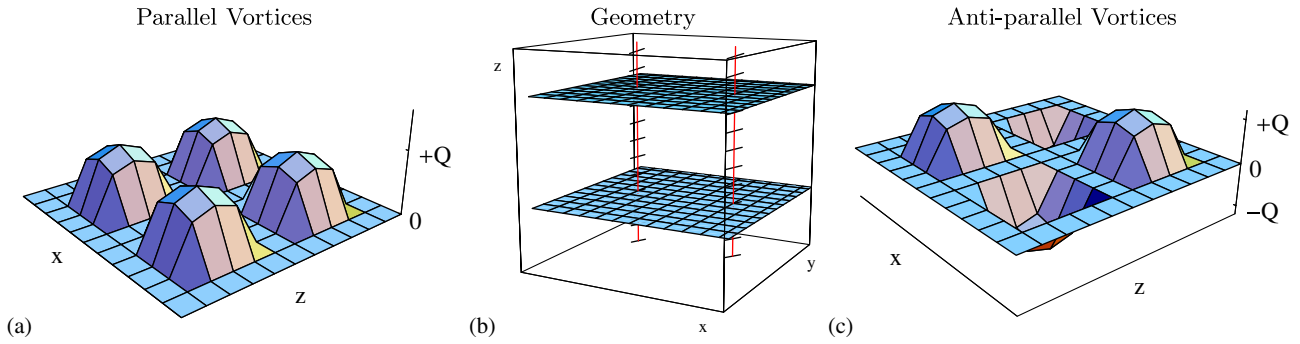 Parallel Vortices
+Q
0
x
z
(a)
Geometry
z
y
x
(b)
Anti-parallel Vortices
+Q
0
−Q
x
z
(c)